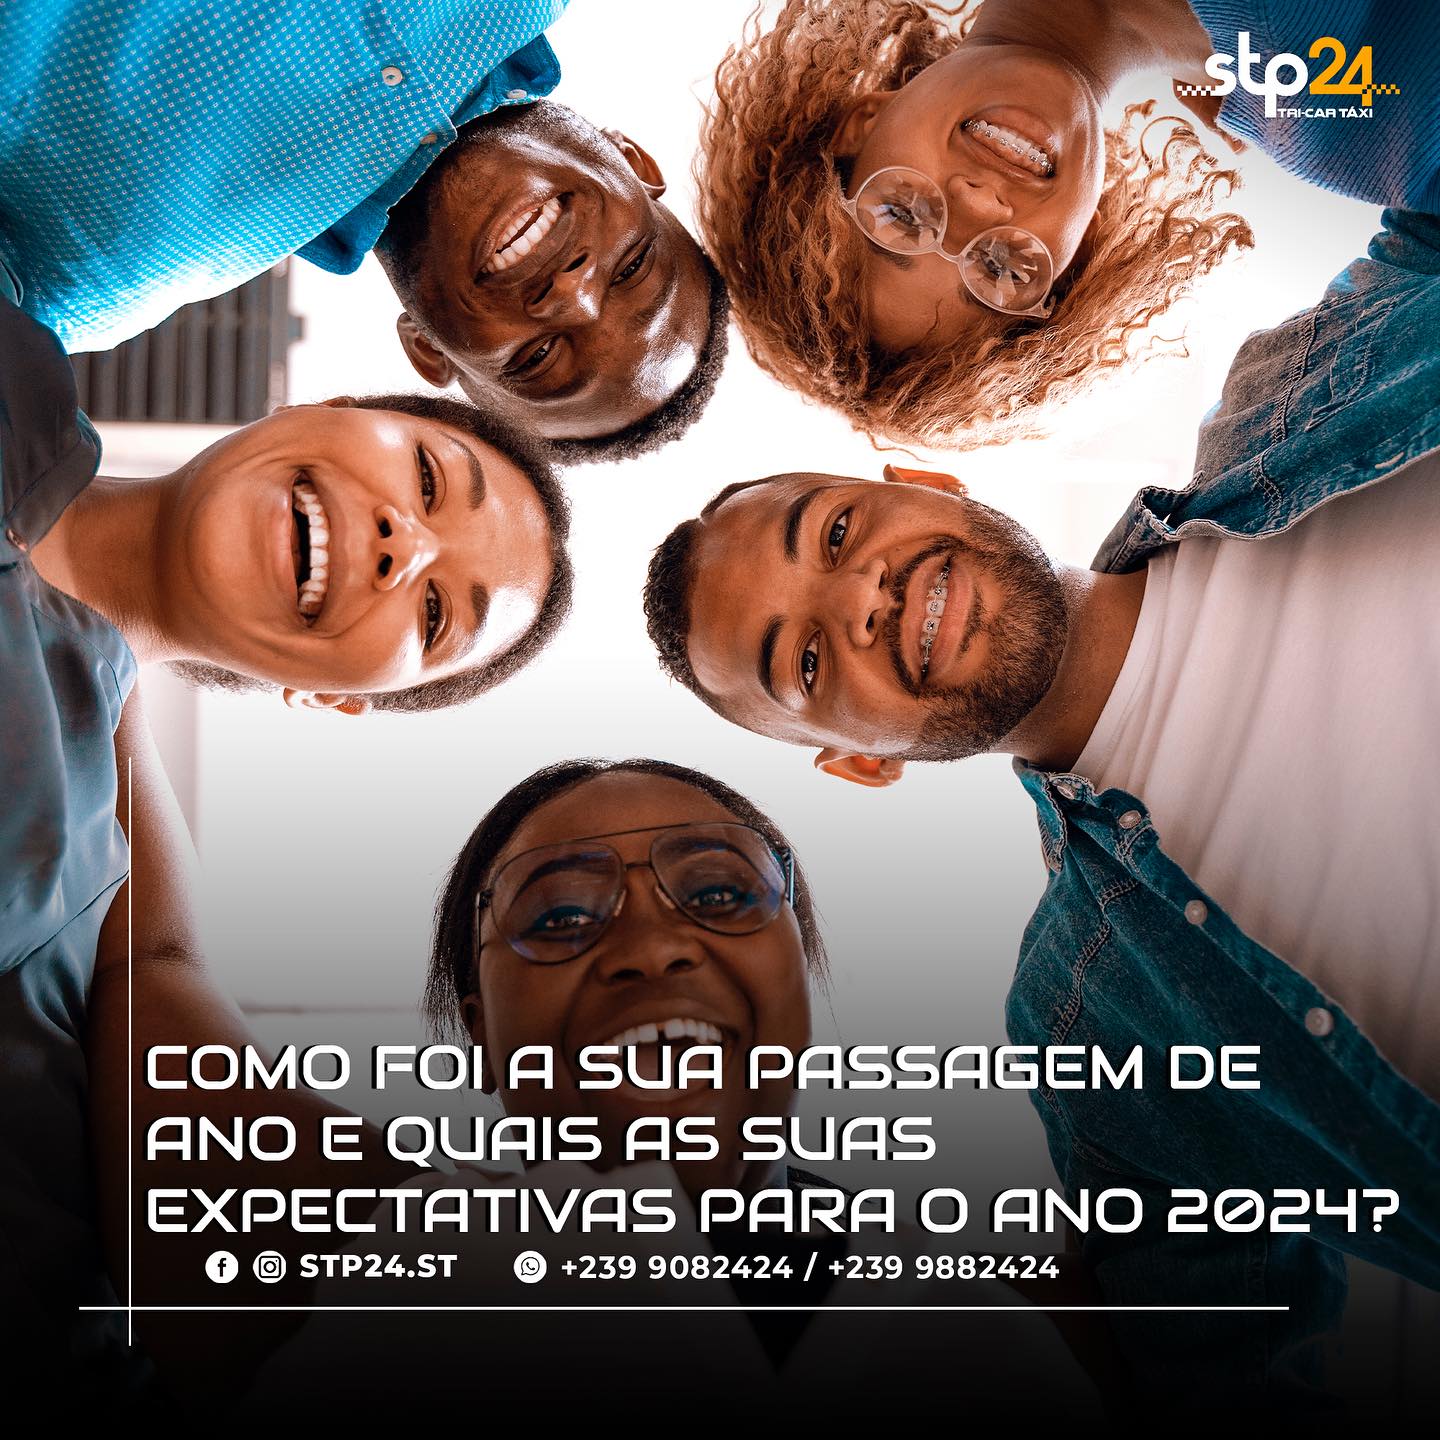 stp24
TRI-CAR TÁXI
COMO FOI A SUA PASSAGEM DE
ANO E QUAIS AS SUAS
EXPECTATIVAS PARA O ANO 2024?
STP24.ST +239 9082424 / +239 9882424